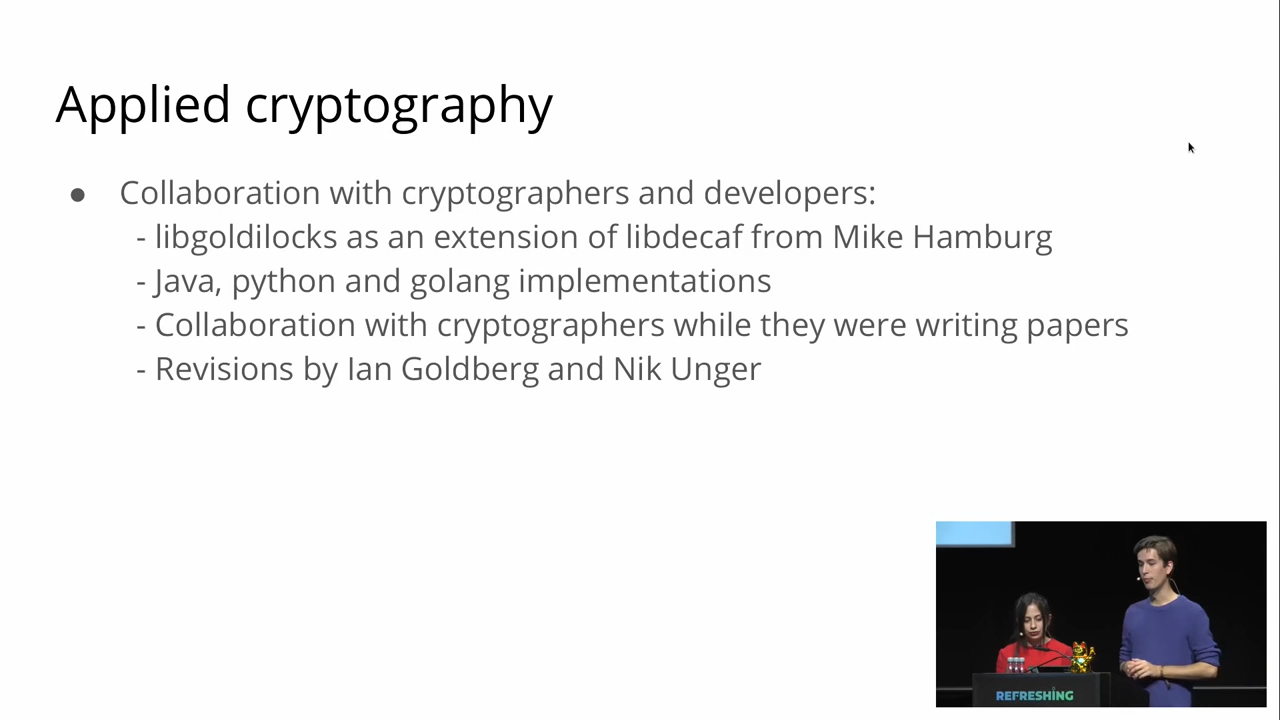 Applied cryptography
● Collaboration with cryptographers and developers:
- libgoldilocks as an extension of libdecaf from Mike Hamburg
- Java, python and golang implementations
- Collaboration with cryptographers while they were writing papers
- Revisions by Ian Goldberg and Nik Unger
REFRESHING